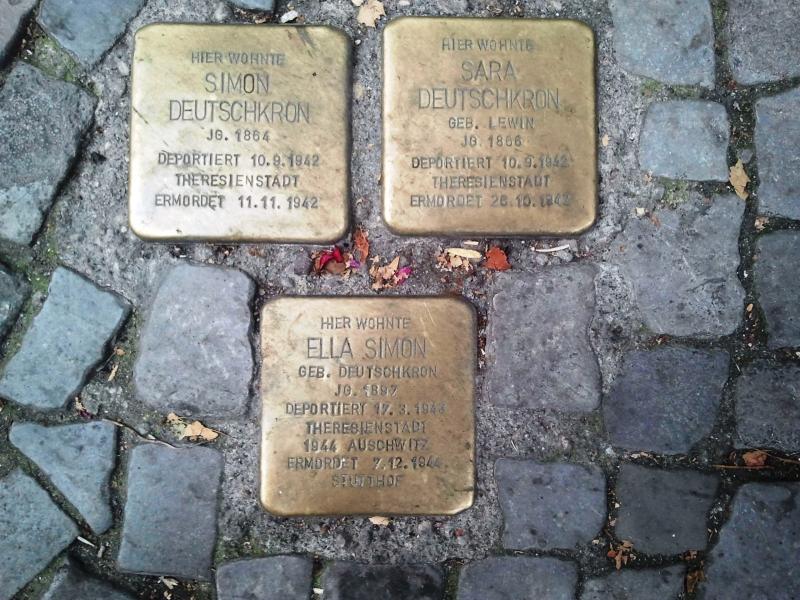 HIER WOHNTE
SIMON
DEUTSCHKRON
JG. 1864
DEPORTIERT 10.9.1942
THERESIENSTADT
ERMORDET 11.11.1942
HIER WOHNTE
SARA
DEUTSCHKRON
GEB. LEWIN
JG. 1866
DEPORTIERT 10.9.1942
THERESIENSTADT
ERMORDET 26.10.1942
HIER WOHNTE
ELLA SIMON
GEB. DEUTSCHKRON
JG. 1897
DEPORTIERT 17.3.1943
THERESIENSTADT
1944 AUSCHWITZ
ERMORDET 7.12.1944
STUTTHOF